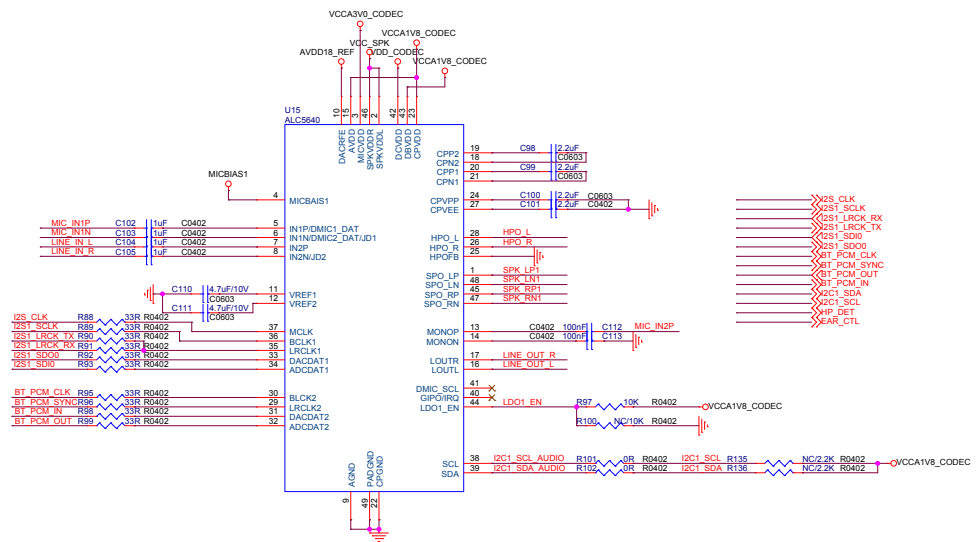 VCCA3V0_CODEC
VCCA1V8_CODEC
VCC_SPK
AVDD18_REF
VDD_CODEC
VCCA1V8_CODEC
U15
ALC5640
10 15 3 46 2 42 43 23
DACRFE AVDD MICVDD SPKVDDR SPKVDDL DCVDD DBVDD CPVDD
MICBIAS1
4 MICBAIS1
MIC_IN1P C102 1uF C0402 5 IN1P/DMIC1_DAT
MIC_IN1N C103 1uF C0402 6 IN1N/DMIC2_DAT/JD1
LINE_IN_L C104 1uF C0402 7 IN2P
LINE_IN_R C105 1uF C0402 8 IN2N/JD2
C110 4.7uF/10V C0603 11 VREF1
C111 4.7uF/10V C0603 12 VREF2
I2S_CLK R88 33R R0402 37 MCLK
I2S1_SCLK R89 33R R0402 36 BCLK1
I2S1_LRCK_TX R90 33R R0402
I2S1_LRCK_RX R91 33R R0402 35 LRCLK1
I2S1_SDO0 R92 33R R0402 33 DACDAT1
I2S1_SDI0 R93 33R R0402 34 ADCDAT1
BT_PCM_CLK R95 33R R0402 30 BLCK2
BT_PCM_SYNC R96 33R R0402 29 LRCLK2
BT_PCM_IN R98 33R R0402 31 DACDAT2
BT_PCM_OUT R99 33R R0402 32 ADCDAT2
CPP2 19 C98 2.2uF
CPN2 18 C0603
CPP1 20 C99 2.2uF
CPN1 21 C0603
CPVPP 24 C100 2.2uF C0603
CPVEE 27 C101 2.2uF C0402
HPO_L 28 HPO_L
HPO_R 26 HPO_R
HPOFB 25
SPO_LP 1 SPK_LP1
SPO_LN 48 SPK_LN1
SPO_RP 45 SPK_RP1
SPO_RN 47 SPK_RN1
MONOP 13 C0402 100nF C112 MIC_IN2P
MONON 14 C0402 100nF C113
LOUTR 17 LINE_OUT_R
LOUTL 16 LINE_OUT_L
DMIC_SCL 41
GIPO/IRQ 40
LDO1_EN 44 LDO1_EN R97 10K R0402 VCCA1V8_CODEC
R100 NC/10K R0402
SCL 38 I2C1_SCL_AUDIO R101 0R R0402 I2C1_SCL R135 NC/2.2K R0402
SDA 39 I2C1_SDA_AUDIO R102 0R R0402 I2C1_SDA R136 NC/2.2K R0402
VCCA1V8_CODEC
AGND PADGND CPGND
9 49 22
I2S_CLK
I2S1_SCLK
I2S1_LRCK_RX
I2S1_LRCK_TX
I2S1_SDI0
I2S1_SDO0
BT_PCM_CLK
BT_PCM_SYNC
BT_PCM_OUT
BT_PCM_IN
I2C1_SDA
I2C1_SCL
HP_DET
EAR_CTL